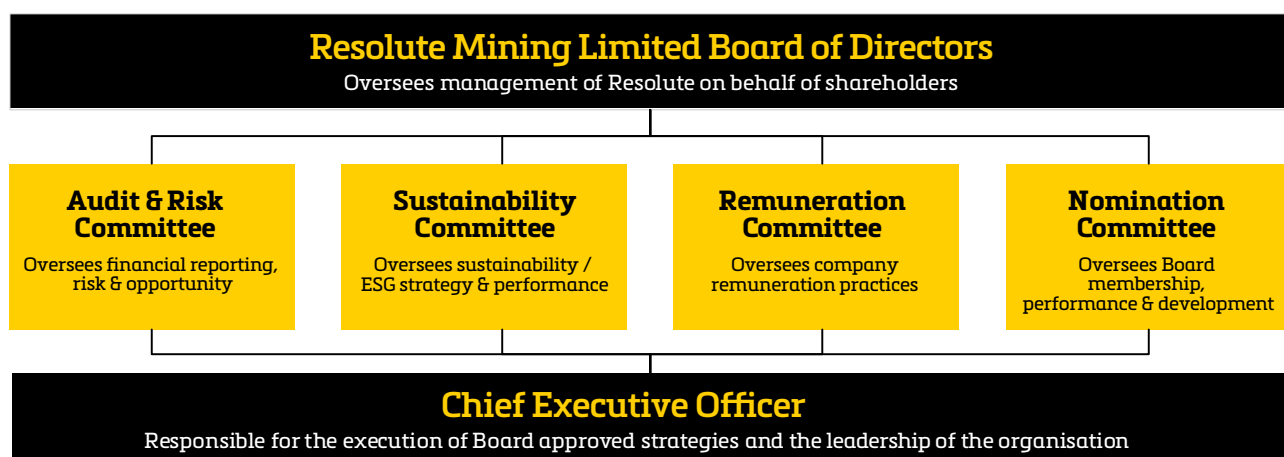 Resolute Mining Limited Board of Directors
Oversees management of Resolute on behalf of shareholders
Audit & Risk
Committee
Oversees financial reporting,
risk & opportunity
Sustainability
Committee
Oversees sustainability /
ESG strategy & performance
Remuneration
Committee
Oversees company
remuneration practices
Nomination
Committee
Oversees Board
membership,
performance & development
Chief Executive Officer
Responsible for the execution of Board approved strategies and the leadership of the organisation